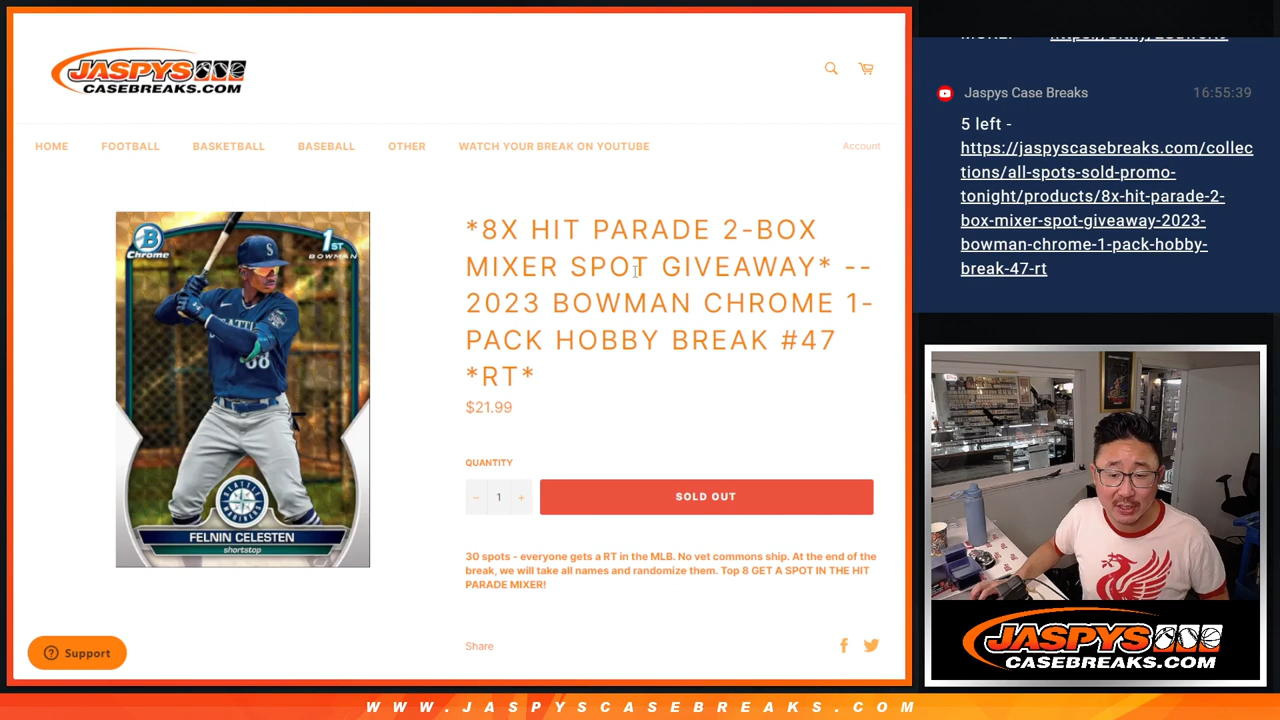 JASPYS
CASEBREAKS.COM
HOME FOOTBALL BASKETBALL BASEBALL OTHER WATCH YOUR BREAK ON YOUTUBE Account
B
Chrome
1ST
BOWMAN
FELNIN CELESTEN
shortstop
*8X HIT PARADE 2-BOX
MIXER SPOT GIVEAWAY* --
2023 BOWMAN CHROME 1-
PACK HOBBY BREAK #47
*RT*
$21.99
QUANTITY
− 1 + SOLD OUT
30 spots - everyone gets a RT in the MLB. No vet commons ship. At the end of the
break, we will take all names and randomize them. Top 8 GET A SPOT IN THE HIT
PARADE MIXER!
Share
Support
Jaspys Case Breaks 16:55:39
5 left -
https://jaspyscasebreaks.com/collec
tions/all-spots-sold-promo-
tonight/products/8x-hit-parade-2-
box-mixer-spot-giveaway-2023-
bowman-chrome-1-pack-hobby-
break-47-rt
JASPYS
CASEBREAKS.COM
WWW.JASPYSCASEBREAKS.COM